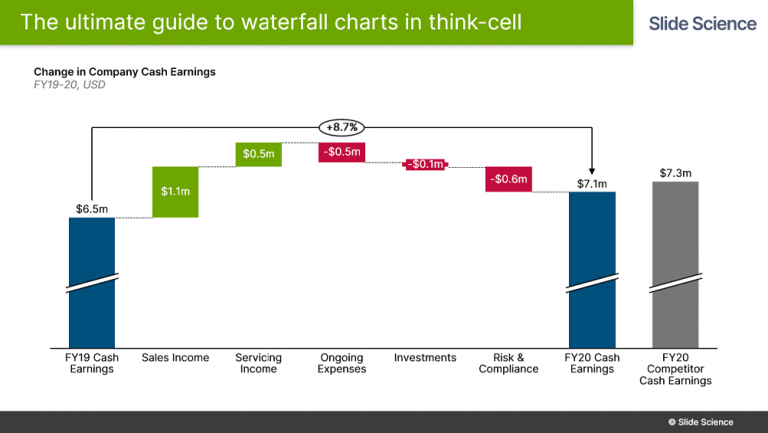 The ultimate guide to waterfall charts in think-cell
Slide Science
Change in Company Cash Earnings
FY19-20, USD
+8.7%
$6.5m
$1.1m
$0.5m
-$0.5m
-$0.1m
-$0.6m
$7.1m
$7.3m
FY19 Cash
Earnings
Sales Income
Servicing
Income
Ongoing
Expenses
Investments
Risk &
Compliance
FY20 Cash
Earnings
FY20
Competitor
Cash Earnings
© Slide Science